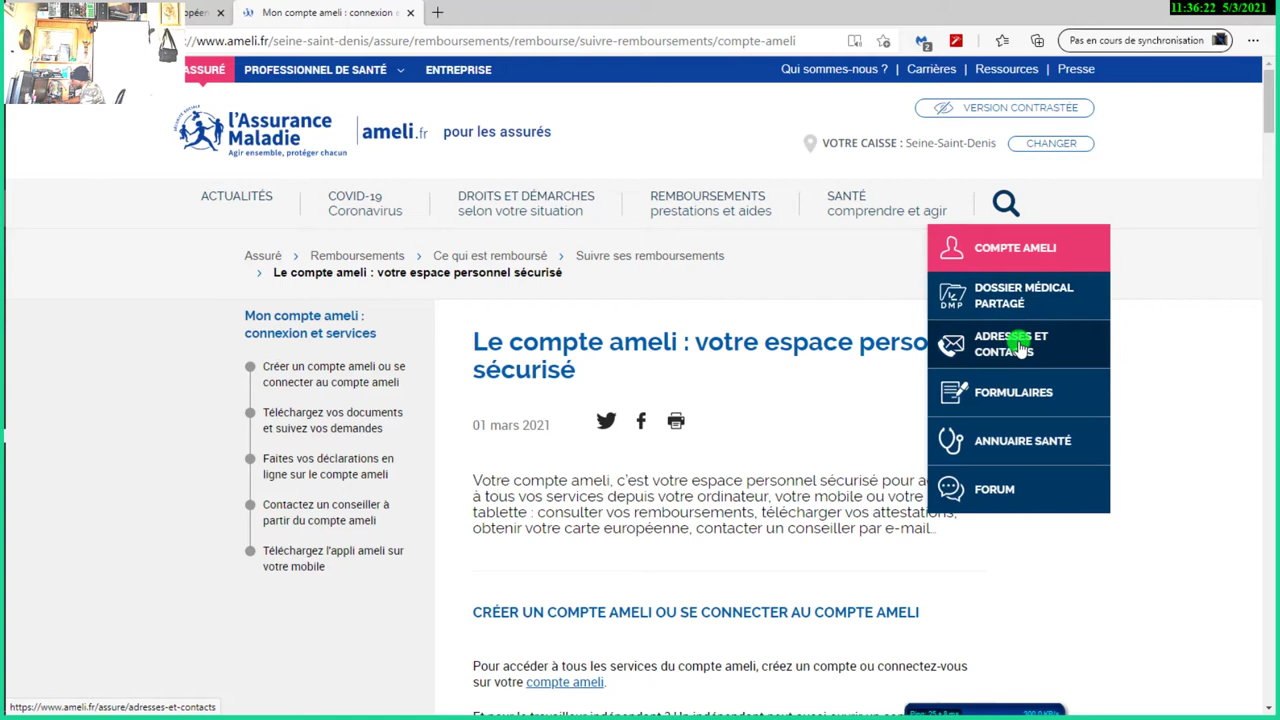 11:36:22 5/3/2021
Mon compte ameli : connexion e
//www.ameli.fr/seine-saint-denis/assure/remboursements/rembourse/suivre-remboursements/compte-ameli
2
Pas en cours de synchronisation
ASSURÉ
PROFESSIONNEL DE SANTÉ
ENTREPRISE
Qui sommes-nous ? | Carrières | Ressources | Presse
SÉCURITÉ SOCIALE
l'Assurance
Maladie
Agir ensemble, protéger chacun
ameli.fr pour les assurés
VERSION CONTRASTÉE
VOTRE CAISSE : Seine-Saint-Denis
CHANGER
ACTUALITÉS
COVID-19
Coronavirus
DROITS ET DÉMARCHES
selon votre situation
REMBOURSEMENTS
prestations et aides
SANTÉ
comprendre et agir
Assuré > Remboursements > Ce qui est remboursé > Suivre ses remboursements
> Le compte ameli : votre espace personnel sécurisé
COMPTE AMELI
DMP
DOSSIER MÉDICAL
PARTAGÉ
ADRESSES ET
CONTACTS
FORMULAIRES
ANNUAIRE SANTÉ
FORUM
Mon compte ameli :
connexion et services
Créer un compte ameli ou se
connecter au compte ameli
Téléchargez vos documents
et suivez vos demandes
Faites vos déclarations en
ligne sur le compte ameli
Contactez un conseiller à
partir du compte ameli
Téléchargez l'appli ameli sur
votre mobile
Le compte ameli : votre espace perso
sécurisé
01 mars 2021
Votre compte ameli, c'est votre espace personnel sécurisé pour a
à tous vos services depuis votre ordinateur, votre mobile ou votre
tablette : consulter vos remboursements, télécharger vos attestations,
obtenir votre carte européenne, contacter un conseiller par e-mail…
CRÉER UN COMPTE AMELI OU SE CONNECTER AU COMPTE AMELI
Pour accéder à tous les services du compte ameli, créez un compte ou connectez-vous
sur votre compte ameli.
https://www.ameli.fr/assure/adresses-et-contacts